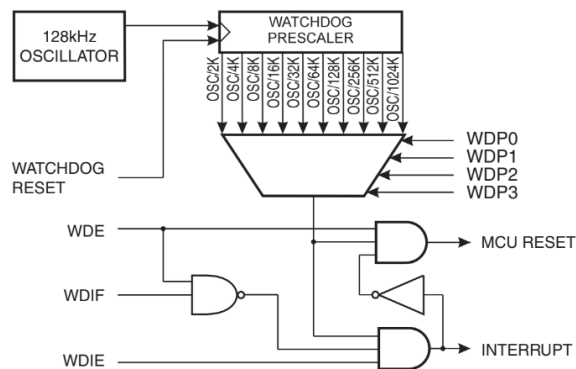 128kHz
OSCILLATOR
WATCHDOG
PRESCALER
OSC/2K
OSC/4K
OSC/8K
OSC/16K
OSC/32K
OSC/64K
OSC/128K
OSC/256K
OSC/512K
OSC/1024K
WATCHDOG
RESET
WDP0
WDP1
WDP2
WDP3
WDE
MCU RESET
WDIF
WDIE
INTERRUPT